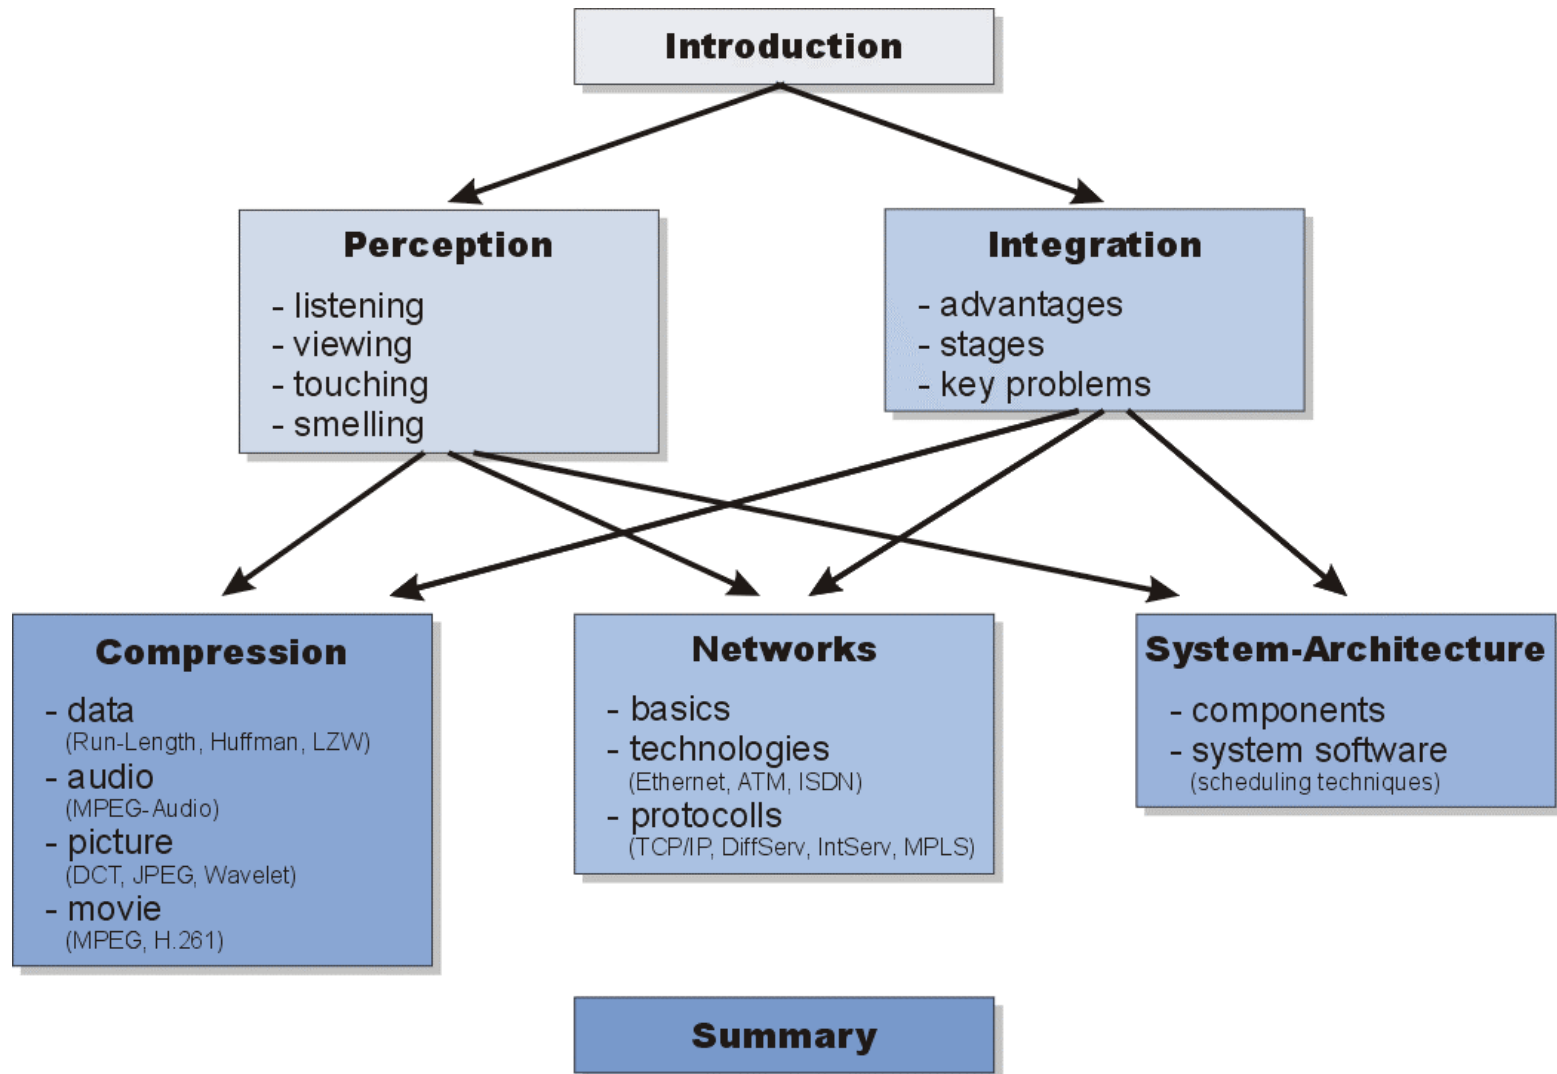 Introduction
Perception
- listening
- viewing
- touching
- smelling
Integration
- advantages
- stages
- key problems
Compression
- data
(Run-Length, Huffman, LZW)
- audio
(MPEG-Audio)
- picture
(DCT, JPEG, Wavelet)
- movie
(MPEG, H.261)
Networks
- basics
- technologies
(Ethernet, ATM, ISDN)
- protocolls
(TCP/IP, DiffServ, IntServ, MPLS)
System-Architecture
- components
- system software
(scheduling techniques)
Summary